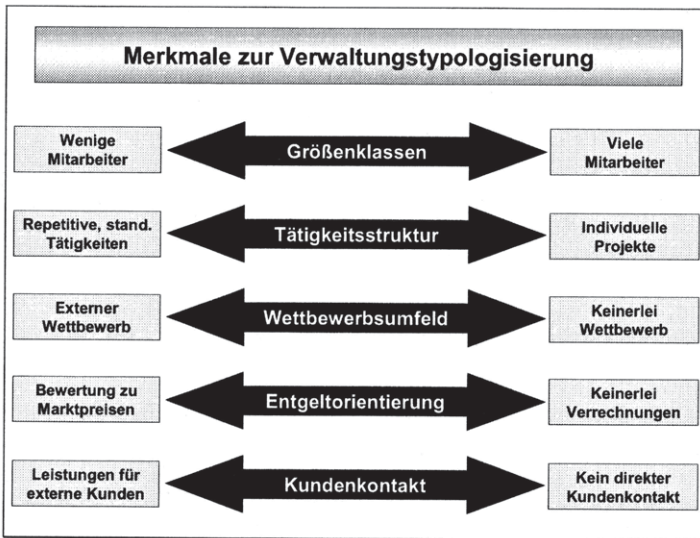 Merkmale zur Verwaltungstypologisierung
Wenige
Mitarbeiter
Größenklassen
Viele
Mitarbeiter
Repetitive, stand.
Tätigkeiten
Tätigkeitsstruktur
Individuelle
Projekte
Externer
Wettbewerb
Wettbewerbsumfeld
Keinerlei
Wettbewerb
Bewertung zu
Marktpreisen
Entgeltorientierung
Keinerlei
Verrechnungen
Leistungen für
externe Kunden
Kundenkontakt
Kein direkter
Kundenkontakt